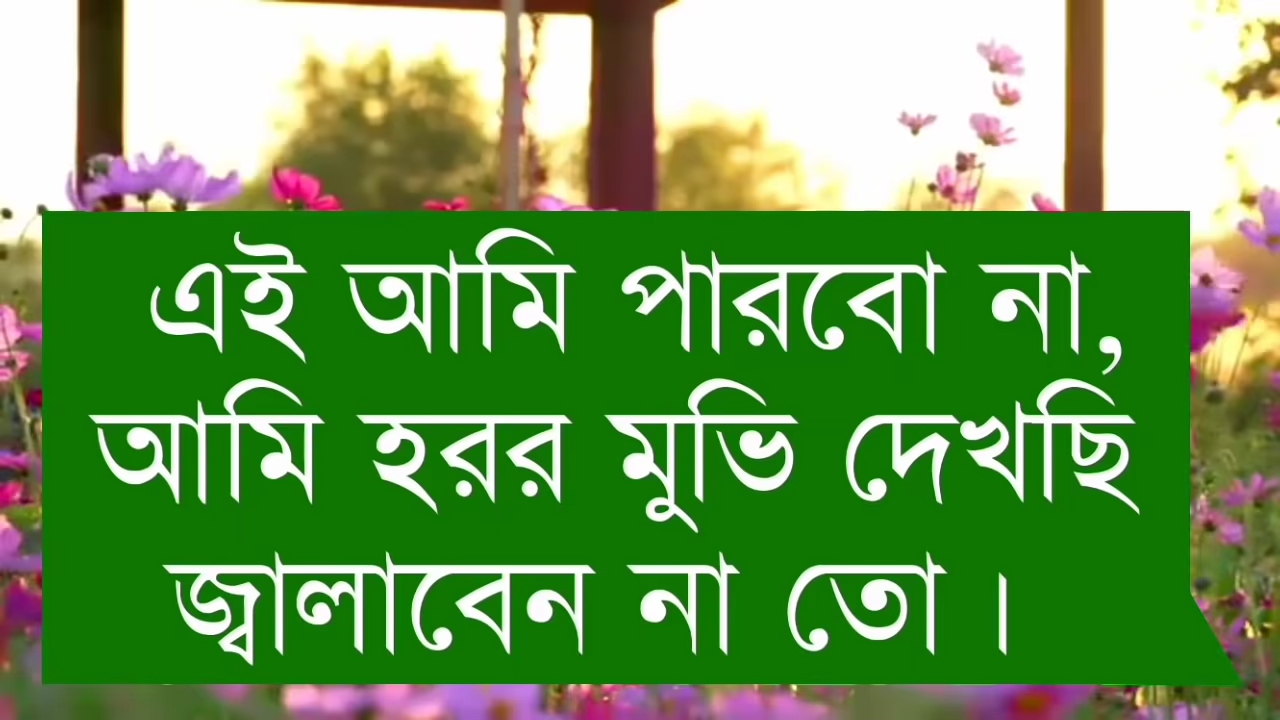 এই আমি পারবো না,
আমি হরর মুভি দেখছি
জ্বালাবেন না তো ।